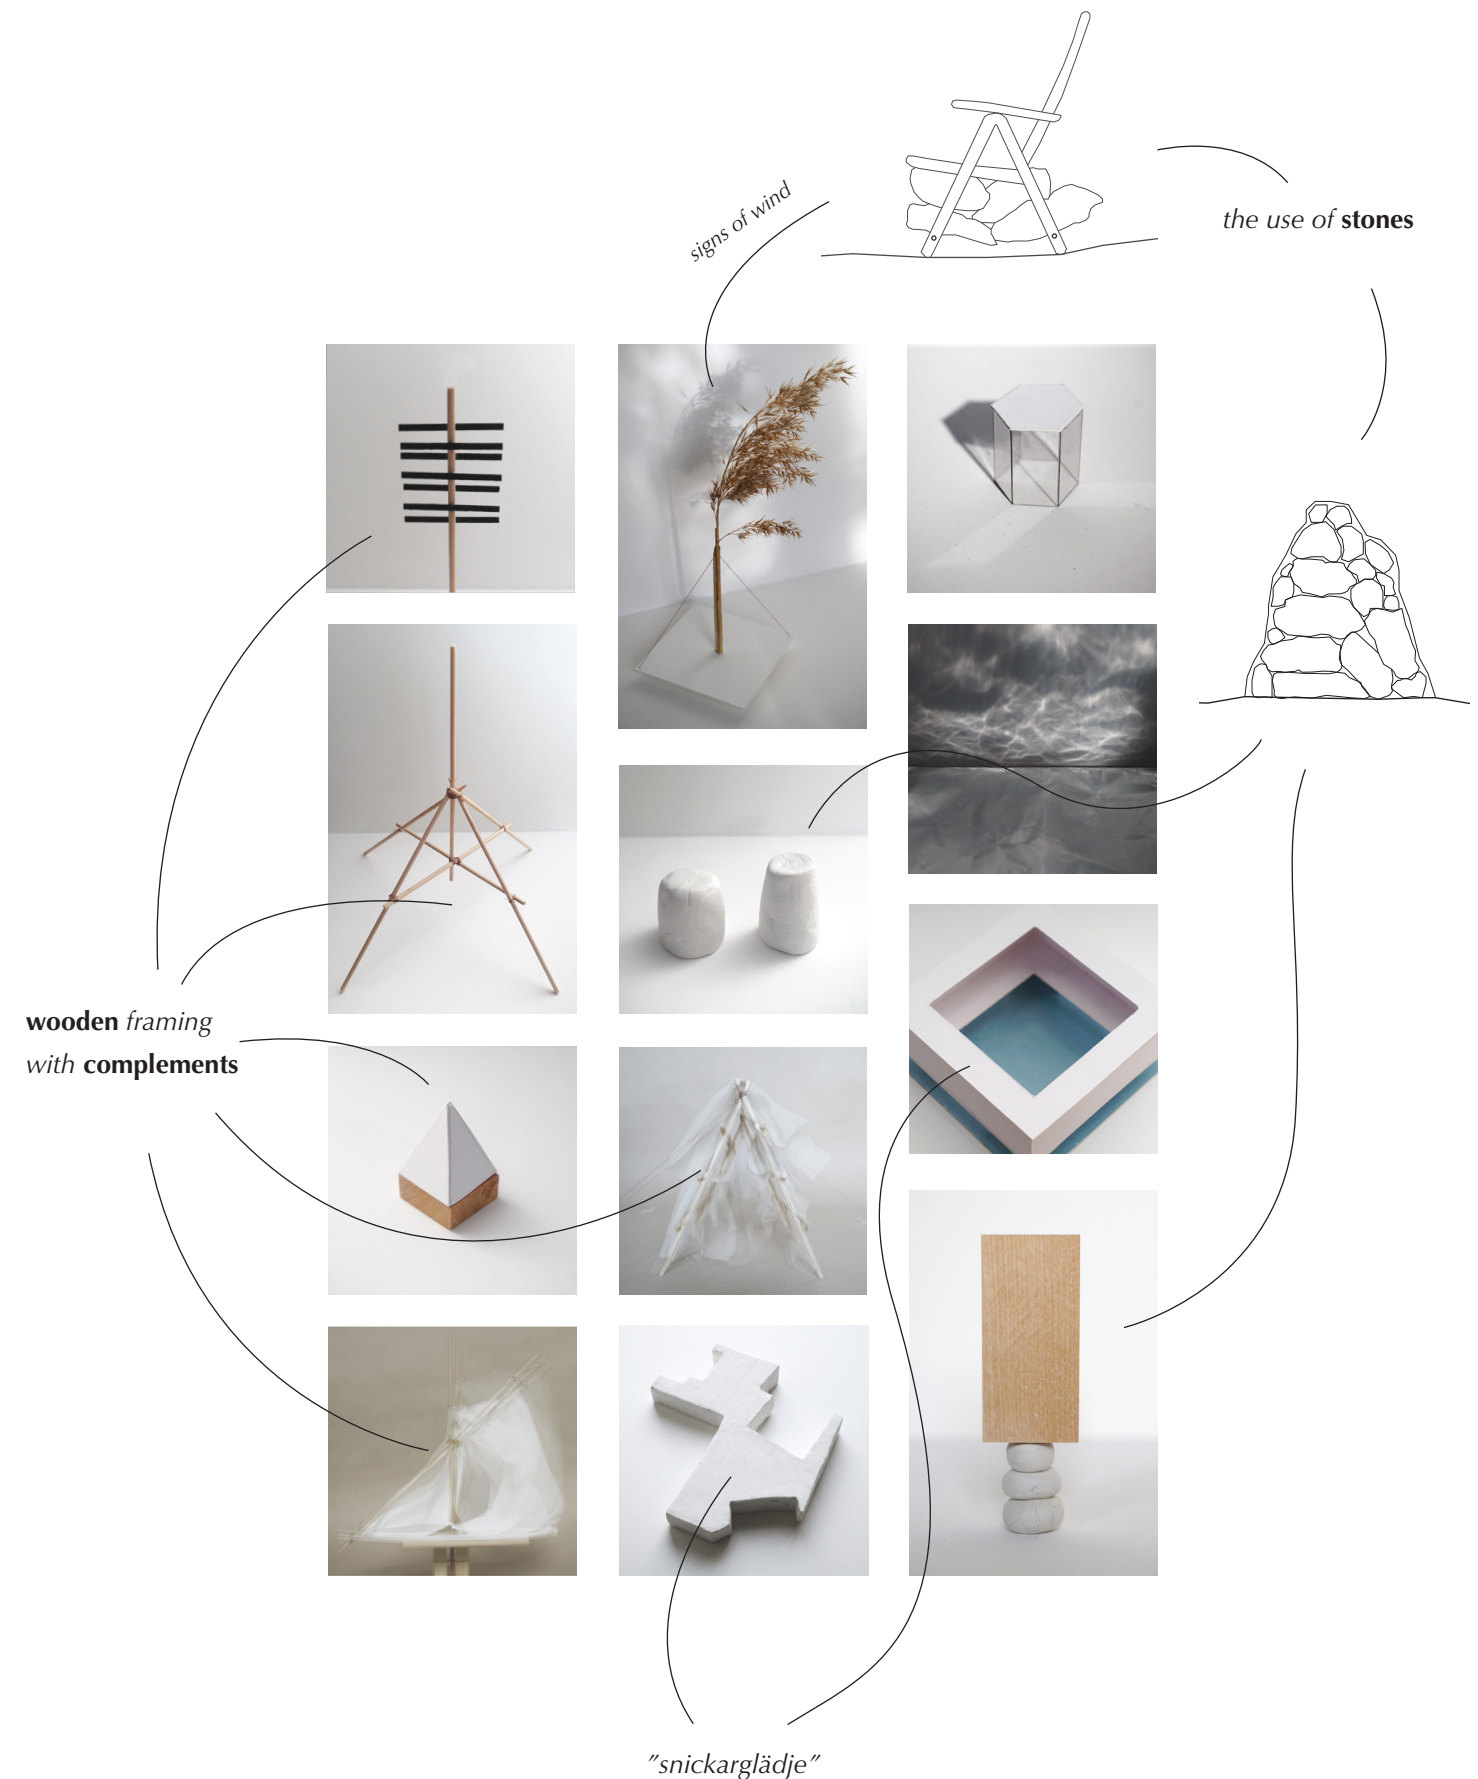 signs of wind
the use of stones
wooden framing
with complements
”snickarglädje”